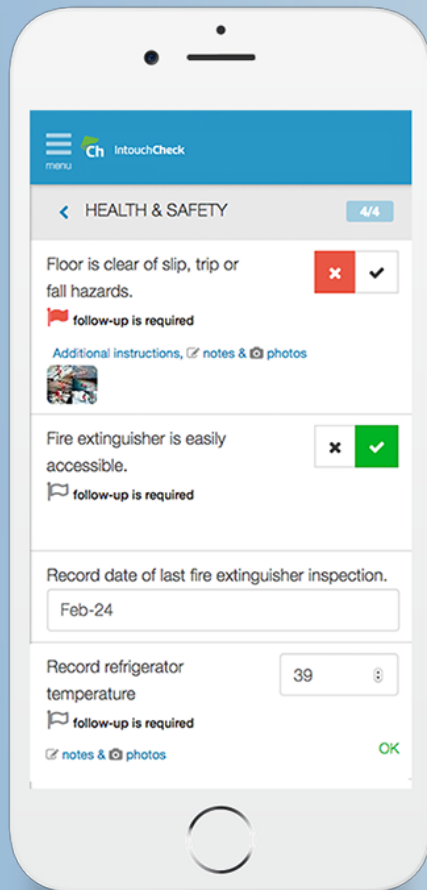 menu
Ch IntouchCheck
HEALTH & SAFETY 4/4
Floor is clear of slip, trip or
fall hazards.
follow-up is required
Additional instructions, notes & photos
Fire extinguisher is easily
accessible.
follow-up is required
Record date of last fire extinguisher inspection.
Feb-24
Record refrigerator 39
temperature
follow-up is required
notes & photos OK